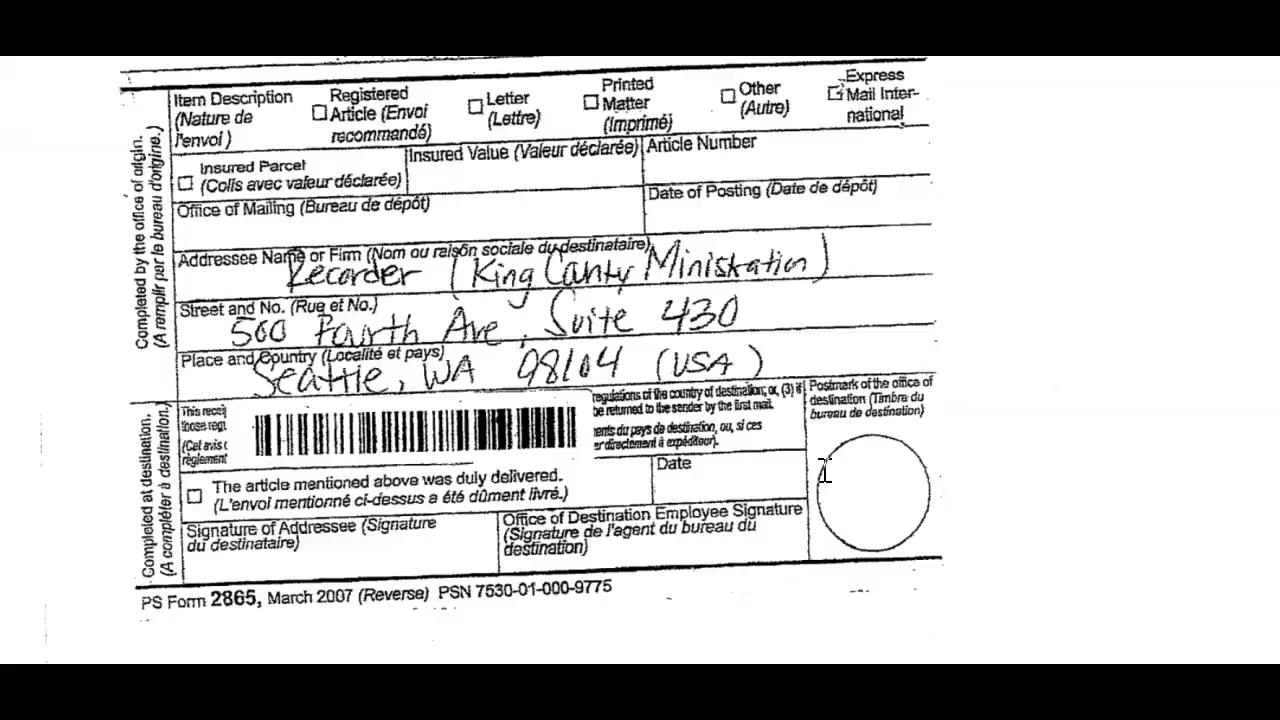 Completed by the office of origin.
(A remplir par le bureau d'origine.)
Item Description
(Nature de
l'envoi)
Registered
Article (Envoi
recommandé)
Letter
(Lettre)
Printed
Matter
(Imprimé)
Other
(Autre)
Express
Mail Inter-
national
Insured Parcel
(Colis avec valeur déclarée)
Insured Value (Valeur déclarée)
Article Number
Office of Mailing (Bureau de dépôt)
Date of Posting (Date de dépôt)
Addressee Name or Firm (Nom ou raison sociale du destinataire)
Recorder (King Canty Ministration)
Street and No. (Rue et No.)
500 Fourth Ave, Suite 430
Place and Country (Localité et pays)
Seattle, WA 98104 (USA)
Completed at destination.
(A compléter à destination.)
This recei
those regu
(Cet avis
règlement
regulations of the country of destination; or, (3) if
be returned to the sender by the first mail.
ents du pays de destination, ou, si ces
er directement à expéditeur).
Postmark of the office of
destination (Timbre du
bureau de destination)
The article mentioned above was duly delivered.
(L'envoi mentionné ci-dessus a été dûment livré.)
Date
Signature of Addressee (Signature
du destinataire)
Office of Destination Employee Signature
(Signature de l'agent du bureau du
destination)
PS Form 2865, March 2007 (Reverse) PSN 7530-01-000-9775